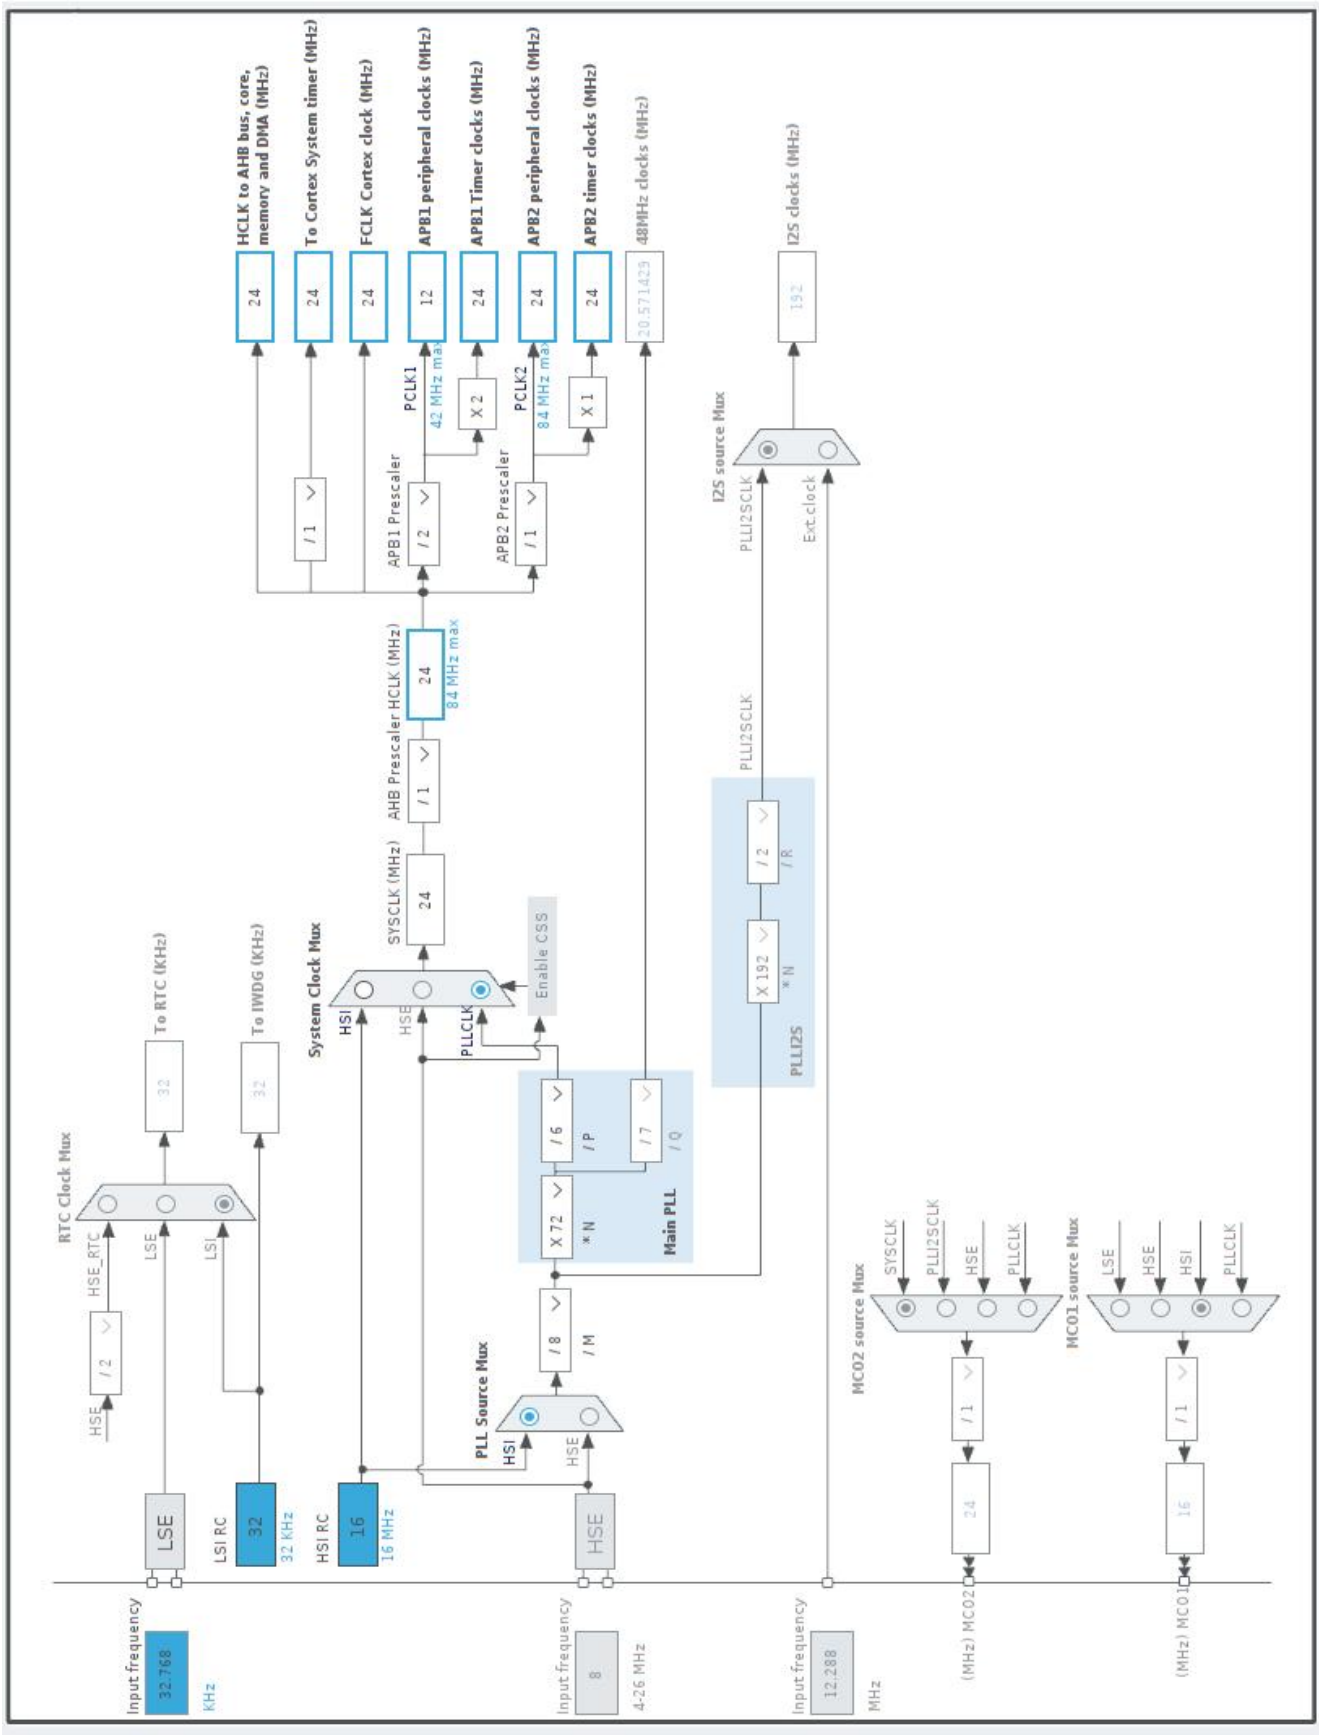 RTC Clock Mux
HSE
/ 2
HSE_RTC
LSE
LSI
To RTC (KHz)
32
Input frequency
32.768
KHz
LSE
LSI RC
32
32 KHz
To IWDG (KHz)
32
HSI RC
16
16 MHz
System Clock Mux
HSI
HSE
PLLCLK
Enable CSS
SYSCLK (MHz)
24
AHB Prescaler
/ 1
HCLK (MHz)
24
84 MHz max
HCLK to AHB bus, core,
memory and DMA (MHz)
24
/ 1
To Cortex System timer (MHz)
24
FCLK Cortex clock (MHz)
24
APB1 Prescaler
/ 2
PCLK1
42 MHz max
12
APB1 peripheral clocks (MHz)
X 2
24
APB1 Timer clocks (MHz)
APB2 Prescaler
/ 1
PCLK2
84 MHz max
24
APB2 peripheral clocks (MHz)
X 1
24
APB2 timer clocks (MHz)
20.571429
48MHz clocks (MHz)
PLL Source Mux
HSI
HSE
Input frequency
8
4-26 MHz
HSE
/ 8
/ M
X 72
* N
/ 6
/ P
/ 7
/ Q
Main PLL
X 192
* N
/ 2
/ R
PLLI2S
PLLI2SCLK
PLLI2SCLK
I2S source Mux
Ext.clock
192
I2S clocks (MHz)
Input frequency
12.288
MHz
MCO2 source Mux
SYSCLK
PLLI2SCLK
HSE
PLLCLK
/ 1
24
(MHz) MCO2
MCO1 source Mux
LSE
HSE
HSI
PLLCLK
/ 1
16
(MHz) MCO1